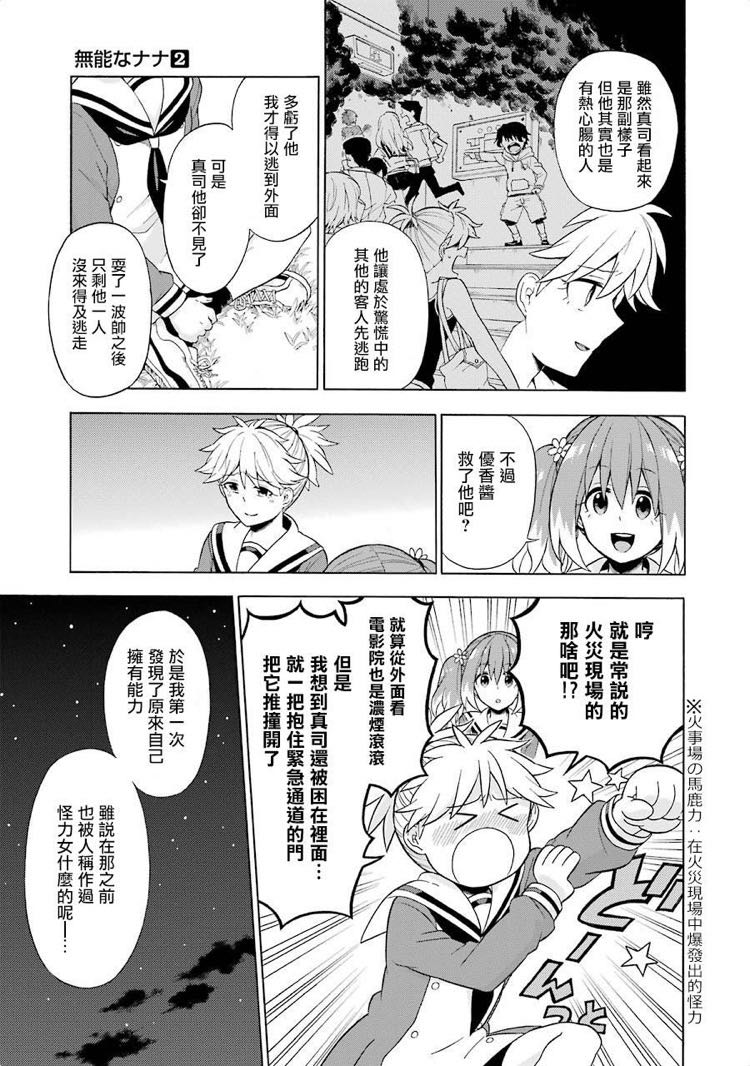 無能なナナ2
雖然真司看起來
是那副樣子
但他其實也是
有熱心腸的人
他讓處於驚慌中的
其他的客人先逃跑
多虧了他
我才得以逃到外面
可是
真司他卻不見了
耍了一波帥之後
只剩他一人
沒來得及逃走
不過
優香醬
救了他吧?
哼
就是常説的
火災現場的
那啥吧!?
就算從外面看
電影院也是濃煙滾滾
但是
我想到真司還被困在裡面…
就一把抱住緊急通道的門
把它推撞開了
どどーんっ
※火事場の馬鹿力:在火災現場中爆發出的怪力
於是我第一次
發現了原來自己
擁有能力
雖説在那之前
也被人稱作過
怪力女什麼的呢—……